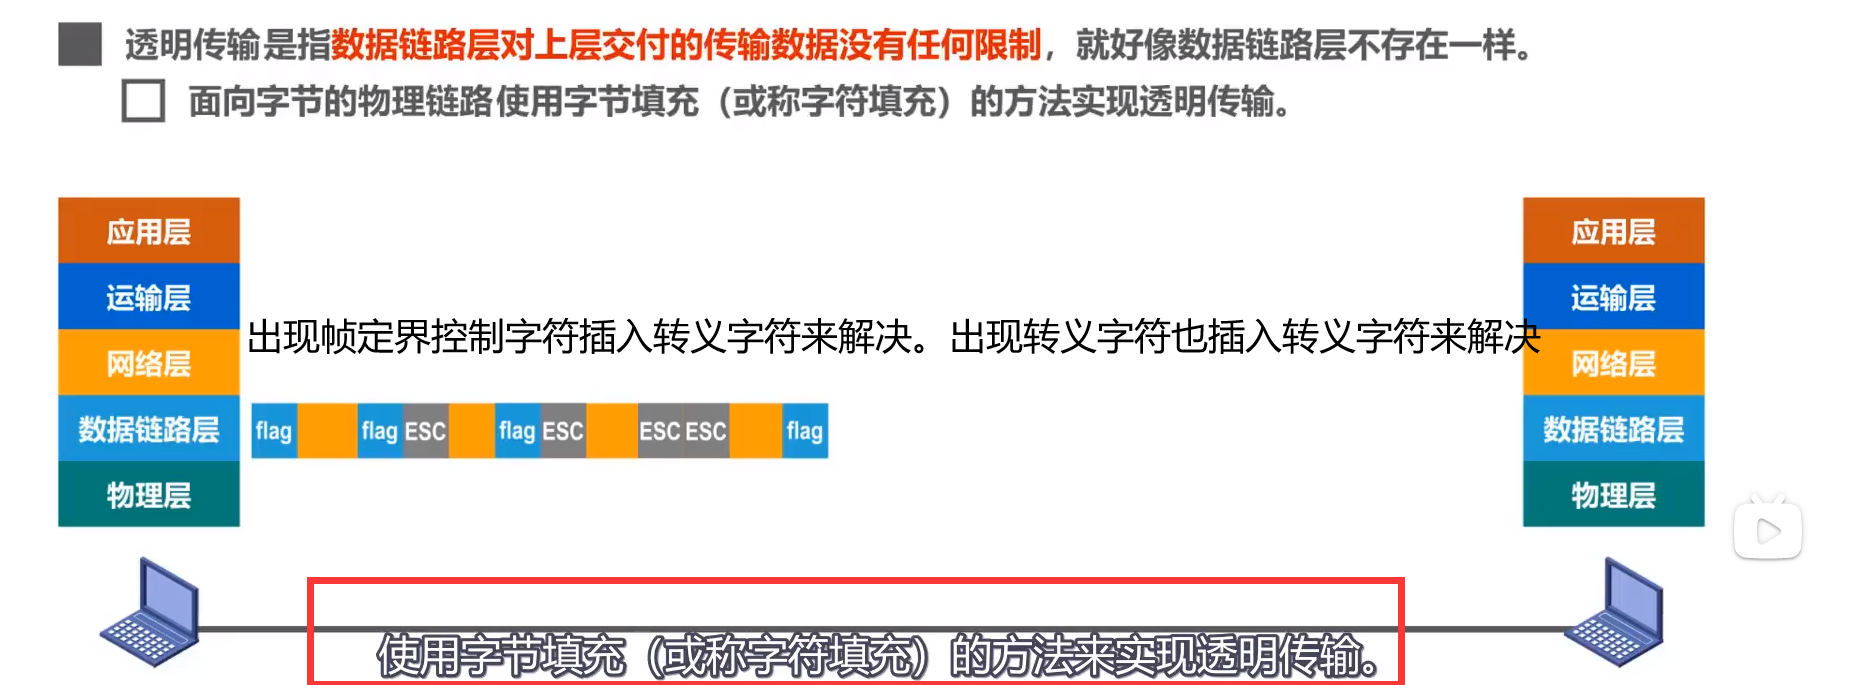 透明传输是指数据链路层对上层交付的传输数据没有任何限制，就好像数据链路层不存在一样。
面向字节的物理链路使用字节填充（或称字符填充）的方法实现透明传输。
应用层
运输层
网络层
数据链路层
物理层
出现帧定界控制字符插入转义字符来解决。出现转义字符也插入转义字符来解决
flag flag ESC flag ESC ESC ESC flag
应用层
运输层
网络层
数据链路层
物理层
使用字节填充（或称字符填充）的方法来实现透明传输。